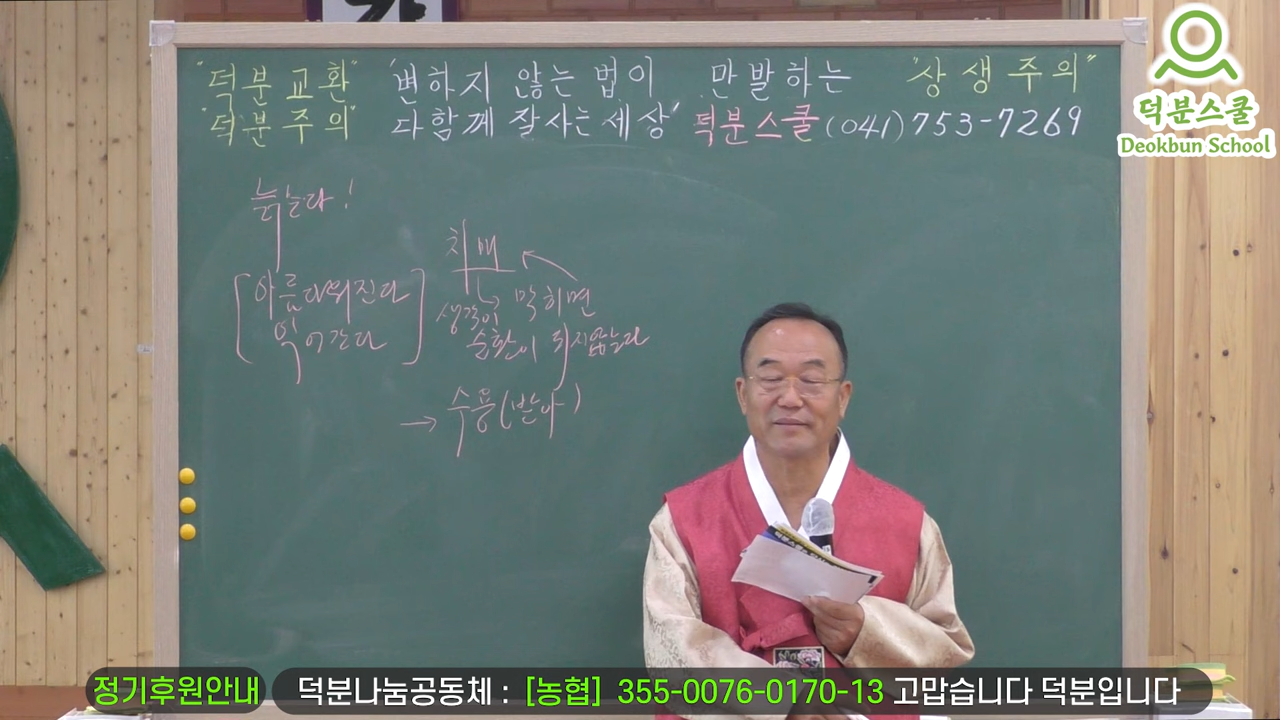 "덕분교환" '변하지 않는 법이 만발하는 "상생주의"
"덕분주의" 다함께 잘사는 세상" 덕분스쿨 (041) 753-7269
덕분스쿨
Deokbun School
늙는다!
[아름다워진다
익어간다]
치매
생각이 막히면
순환이 되지않는다
→ 수용(받아)
정기후원안내 덕분나눔공동체 : [농협] 355-0076-0170-13 고맙습니다 덕분입니다